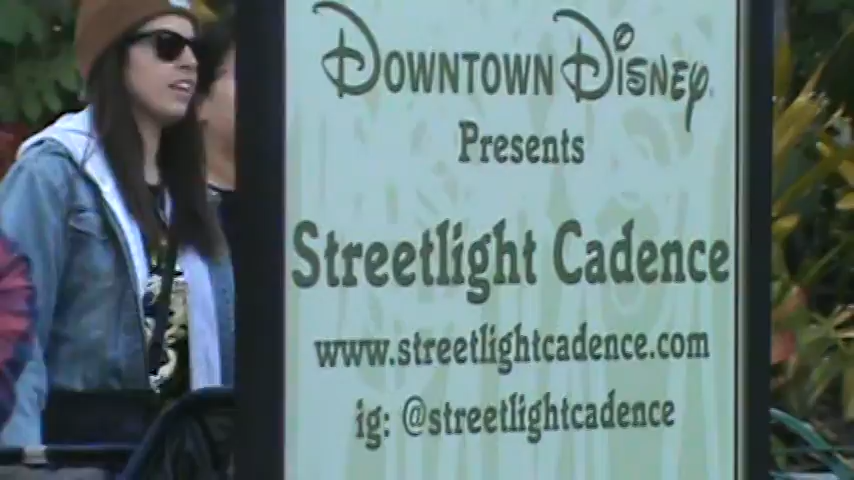 Downtown Disney
Presents
Streetlight Cadence
www.streetlightcadence.com
ig: @streetlightcadence